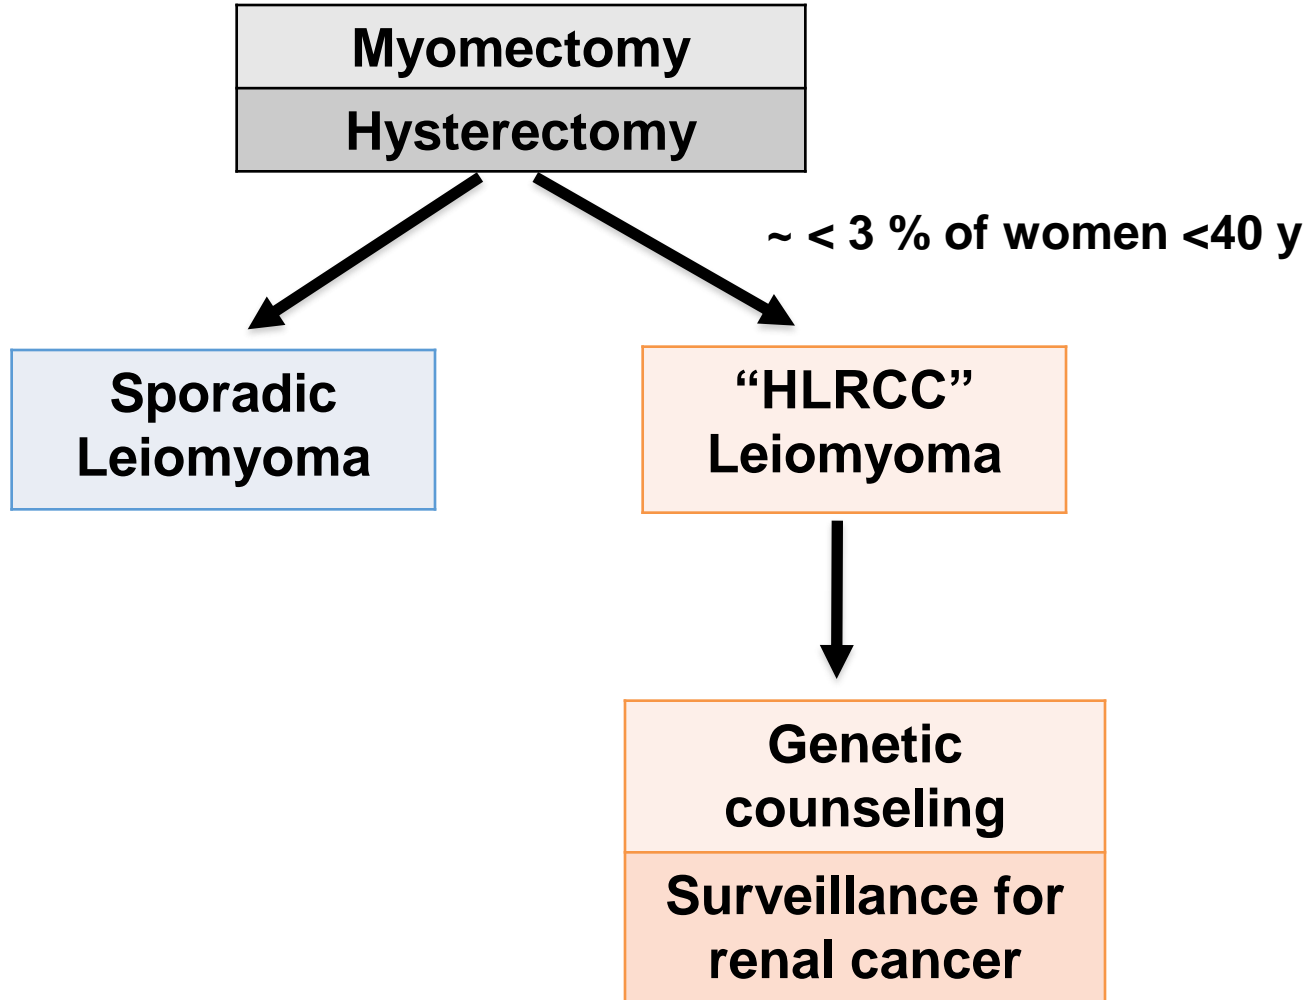 Myomectomy
Hysterectomy
~ < 3 % of women <40 y
Sporadic
Leiomyoma
“HLRCC”
Leiomyoma
Genetic
counseling
Surveillance for
renal cancer